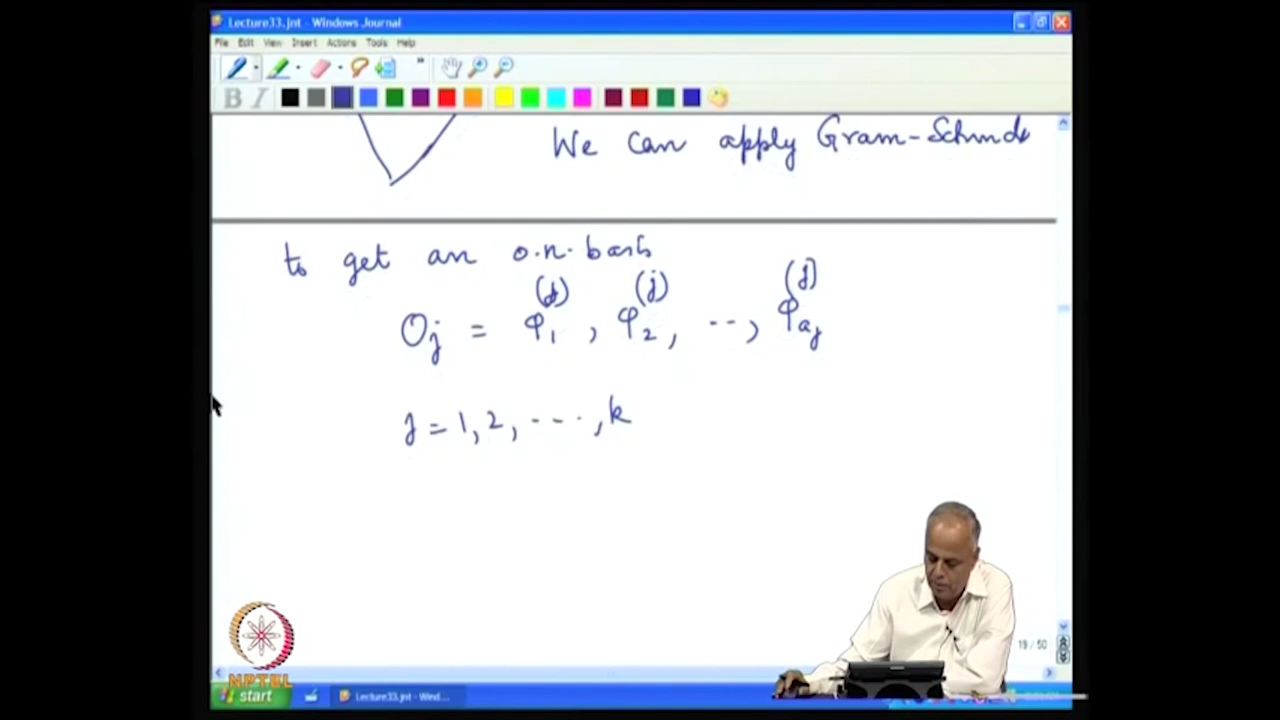 Lecture33.jnt - Windows Journal
File Edit View Insert Actions Tools Help
B I
We can apply Gram-Schmdt
to get an o.n. basis
O_j = φ_1^(j), φ_2^(j), --, φ_{a_j}^(j)
j = 1, 2, ----, k
19 / 50
NPTEL
start Lecture33.jnt - Wind...